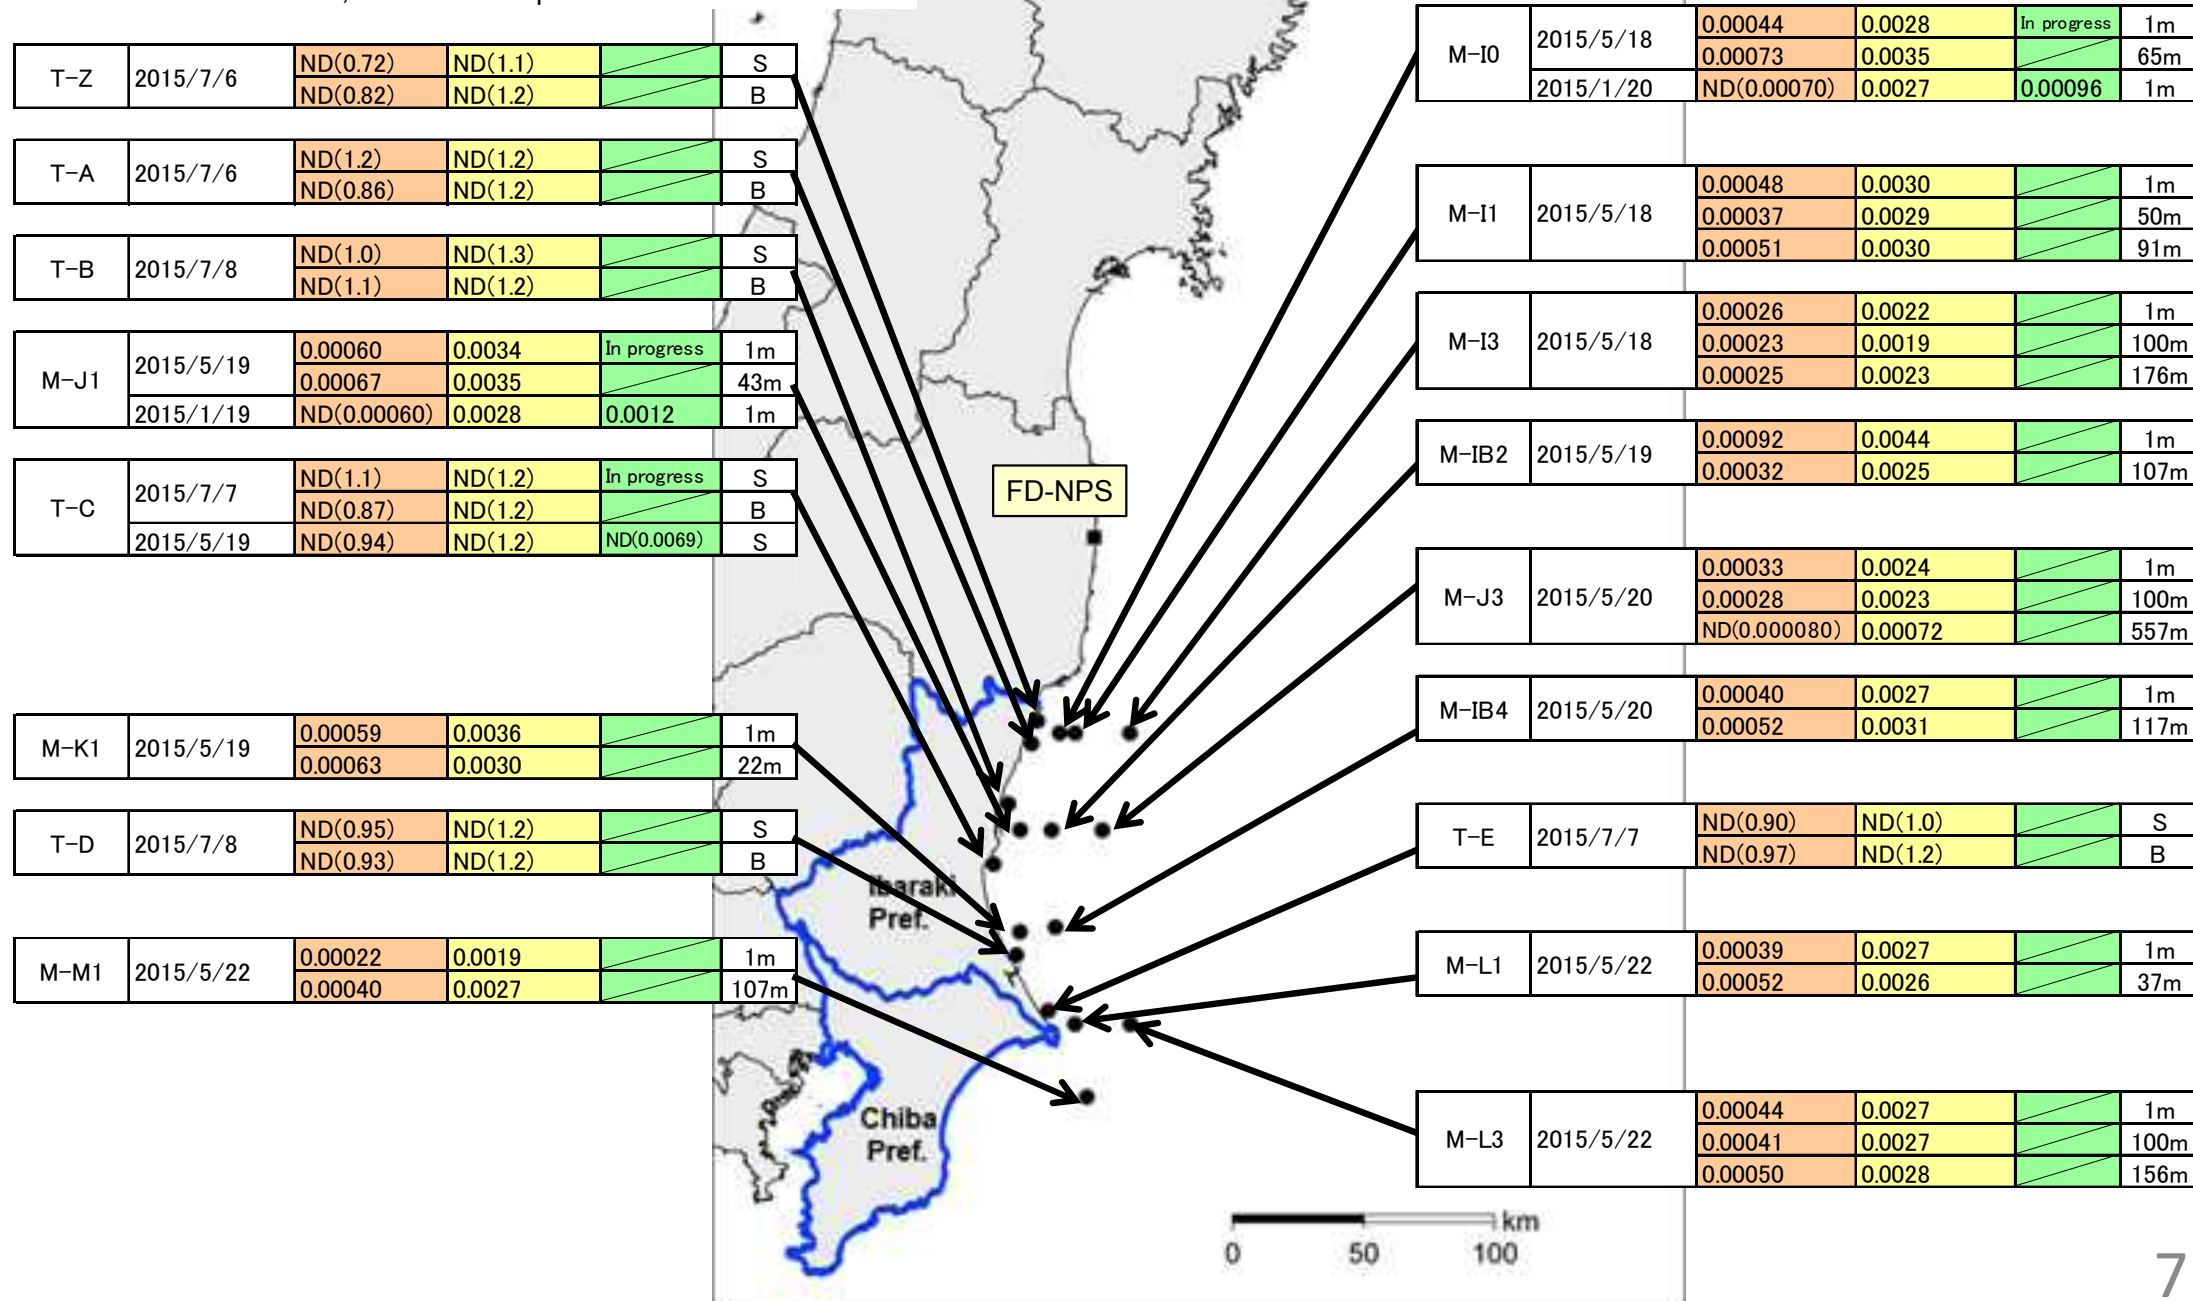 T-Z 2015/7/6 ND(0.72) ND(1.1) S
ND(0.82) ND(1.2) B
T-A 2015/7/6 ND(1.2) ND(1.2) S
ND(0.86) ND(1.2) B
T-B 2015/7/8 ND(1.0) ND(1.3) S
ND(1.1) ND(1.2) B
M-J1 2015/5/19 0.00060 0.0034 In progress 1m
0.00067 0.0035 43m
2015/1/19 ND(0.00060) 0.0028 0.0012 1m
T-C 2015/7/7 ND(1.1) ND(1.2) In progress S
ND(0.87) ND(1.2) B
2015/5/19 ND(0.94) ND(1.2) ND(0.0069) S
M-K1 2015/5/19 0.00059 0.0036 1m
0.00063 0.0030 22m
T-D 2015/7/8 ND(0.95) ND(1.2) S
ND(0.93) ND(1.2) B
M-M1 2015/5/22 0.00022 0.0019 1m
0.00040 0.0027 107m
FD-NPS
Ibaraki
Pref.
Chiba
Pref.
km
0 50 100
M-I0 2015/5/18 0.00044 0.0028 In progress 1m
0.00073 0.0035 65m
2015/1/20 ND(0.00070) 0.0027 0.00096 1m
M-I1 2015/5/18 0.00048 0.0030 1m
0.00037 0.0029 50m
0.00051 0.0030 91m
M-I3 2015/5/18 0.00026 0.0022 1m
0.00023 0.0019 100m
0.00025 0.0023 176m
M-IB2 2015/5/19 0.00092 0.0044 1m
0.00032 0.0025 107m
M-J3 2015/5/20 0.00033 0.0024 1m
0.00028 0.0023 100m
ND(0.000080) 0.00072 557m
M-IB4 2015/5/20 0.00040 0.0027 1m
0.00052 0.0031 117m
T-E 2015/7/7 ND(0.90) ND(1.0) S
ND(0.97) ND(1.2) B
M-L1 2015/5/22 0.00039 0.0027 1m
0.00052 0.0026 37m
M-L3 2015/5/22 0.00044 0.0027 1m
0.00041 0.0027 100m
0.00050 0.0028 156m
7